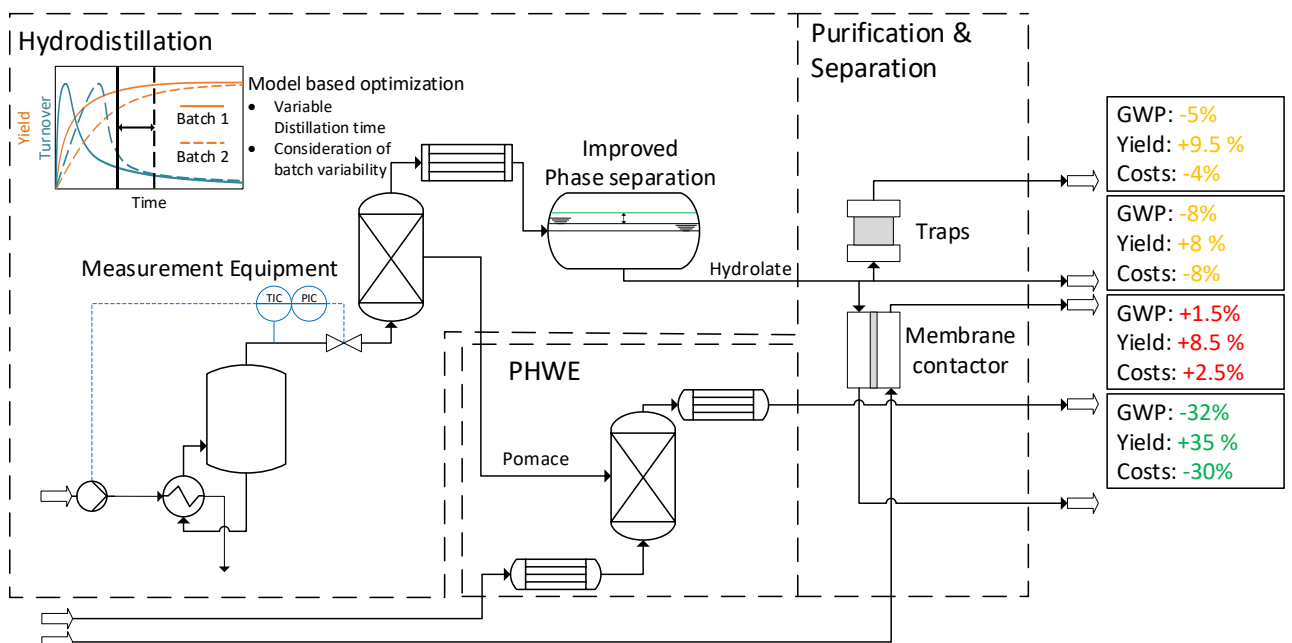 Hydrodistillation
Yield
Turnover
Batch 1
Batch 2
Time
Model based optimization
• Variable
Distillation time
• Consideration of
batch variability
Improved
Phase separation
Measurement Equipment
TIC
PIC
Hydrolate
Pomace
PHWE
Purification &
Separation
Traps
Membrane
contactor
GWP: -5%
Yield: +9.5 %
Costs: -4%
GWP: -8%
Yield: +8 %
Costs: -8%
GWP: +1.5%
Yield: +8.5 %
Costs: +2.5%
GWP: -32%
Yield: +35 %
Costs: -30%